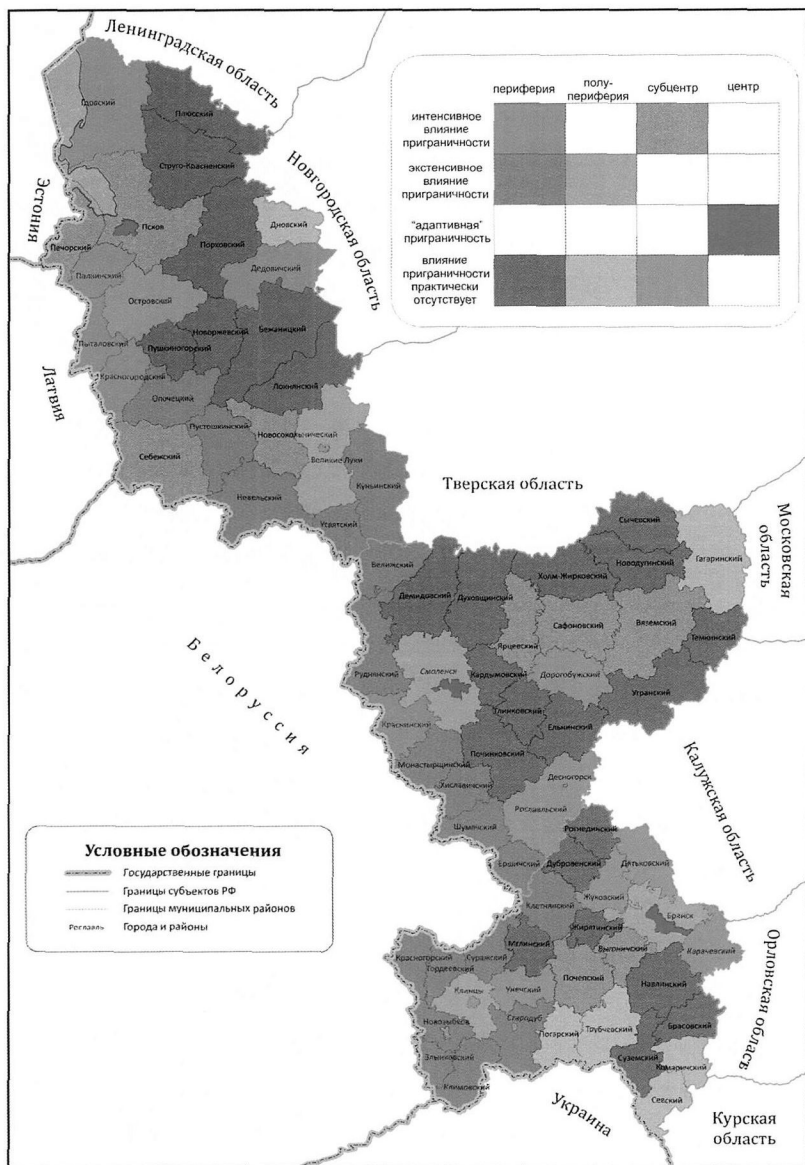 Ленинградская область
Новгородская область
Эстония
Латвия
Белоруссия
Тверская область
Московская
область
Калужская область
Орлонская обласъ
Украина
Курская
область
периферия
полу-
периферия
субцентр
центр
интенсивное
влияние
приграничности
экстенсивное
влияние
приграничности
"адаптивная"
приграничность
влияние
приграничности
практически
отсутствует
Гдовский
Плюсский
Струго-Красненский
Псков
Дновский
Порховский
Печорский
Дедовичский
Палкинский
Островский
Новоржевский
Бежаницкий
Пыталовский
Пушкиногорский
Красногородский
Локнянский
Опочецкий
Пустошкинский
Великие Луки
Себежский
Куньинский
Невельский
Усвятский
Сычевский
Гагаринский
Велижский
Холм-Жирковский
Новодугинский
Демидовский
Духовщинский
Сафоновский
Вяземский
Темкинский
Ярцевский
Смоленск
Руднянский
Кардымовский
Дорогобужский
Угранский
Глинковский
Краснинский
Ельнинский
Монастырщинский
Починковский
Десногорск
Хиславичский
Рославльский
Шумячский
Рогнединский
Ершичский
Дубровенский
Дятьковский
Клетнянский
Жуковский
Брянск
Мглинский
Жирятинский
Выгоничский
Карачевский
Красногорский
Суражский
Гордеевский
Почепский
Навлинский
Клинцы
Унечский
Стародуб
Новозыбков
Погарский
Трубчевский
Брасовский
Злынковский
Суземский
Комаричский
Климовский
Севский
Условные обозначения
Государственные границы
Границы субъектов РФ
Границы муниципальных районов
Рославль Города и районы